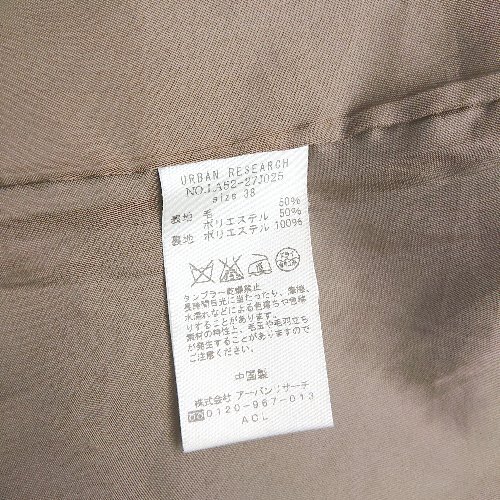 URBAN RESEARCH
NO.LA52-27J025
size 38
表地 毛 50%
ポリエステル 50%
裏地 ポリエステル 100%
タンブラー乾燥禁止
長時間日光に当たったり、摩擦、
水濡れなどによる色落ちや色移
りすることがあります。
素材の特性上、毛玉や毛羽立ち
が発生することがありますので
ご注意ください。
中国製
株式会社 アーバンリサーチ
0120-967-013
ACL